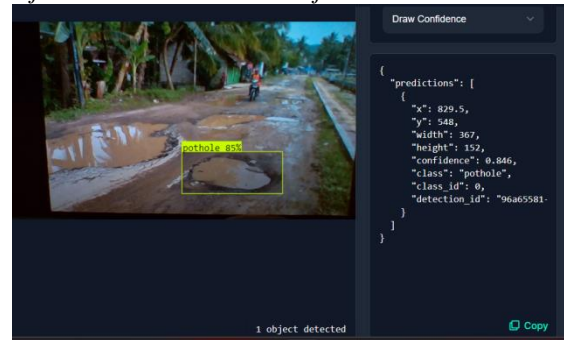 Draw Confidence
pothole 85%
1 object detected
{
"predictions": [
{
"x": 829.5,
"y": 548,
"width": 367,
"height": 152,
"confidence": 0.846,
"class": "pothole",
"class_id": 0,
"detection_id": "96a65581-
}
]
}
Copy